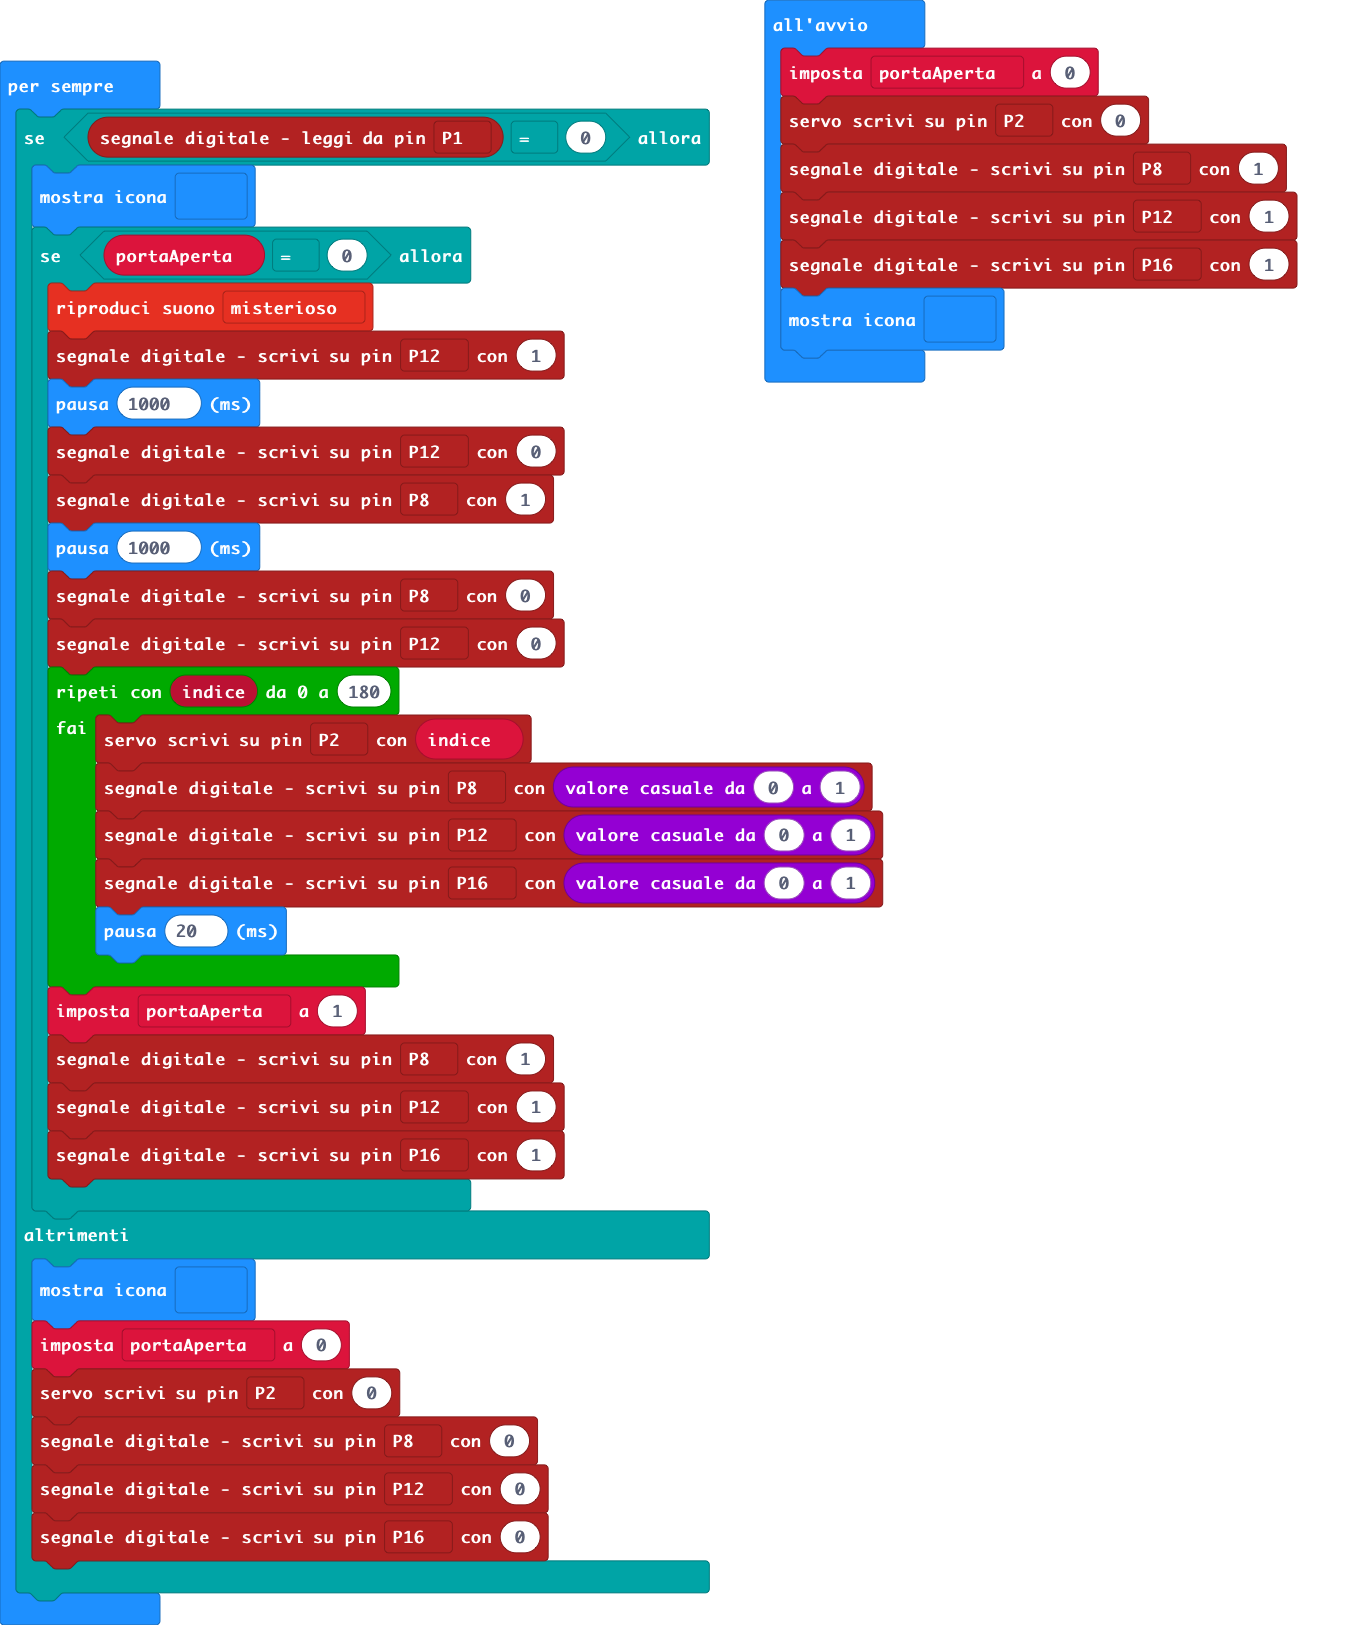 all'avvio
imposta portaAperta a 0
servo scrivi su pin P2 con 0
segnale digitale - scrivi su pin P8 con 1
segnale digitale - scrivi su pin P12 con 1
segnale digitale - scrivi su pin P16 con 1
mostra icona
per sempre
se segnale digitale - leggi da pin P1 = 0 allora
mostra icona
se portaAperta = 0 allora
riproduci suono misterioso
segnale digitale - scrivi su pin P12 con 1
pausa 1000 (ms)
segnale digitale - scrivi su pin P12 con 0
segnale digitale - scrivi su pin P8 con 1
pausa 1000 (ms)
segnale digitale - scrivi su pin P8 con 0
segnale digitale - scrivi su pin P12 con 0
ripeti con indice da 0 a 180
fai
servo scrivi su pin P2 con indice
segnale digitale - scrivi su pin P8 con valore casuale da 0 a 1
segnale digitale - scrivi su pin P12 con valore casuale da 0 a 1
segnale digitale - scrivi su pin P16 con valore casuale da 0 a 1
pausa 20 (ms)
imposta portaAperta a 1
segnale digitale - scrivi su pin P8 con 1
segnale digitale - scrivi su pin P12 con 1
segnale digitale - scrivi su pin P16 con 1
altrimenti
mostra icona
imposta portaAperta a 0
servo scrivi su pin P2 con 0
segnale digitale - scrivi su pin P8 con 0
segnale digitale - scrivi su pin P12 con 0
segnale digitale - scrivi su pin P16 con 0